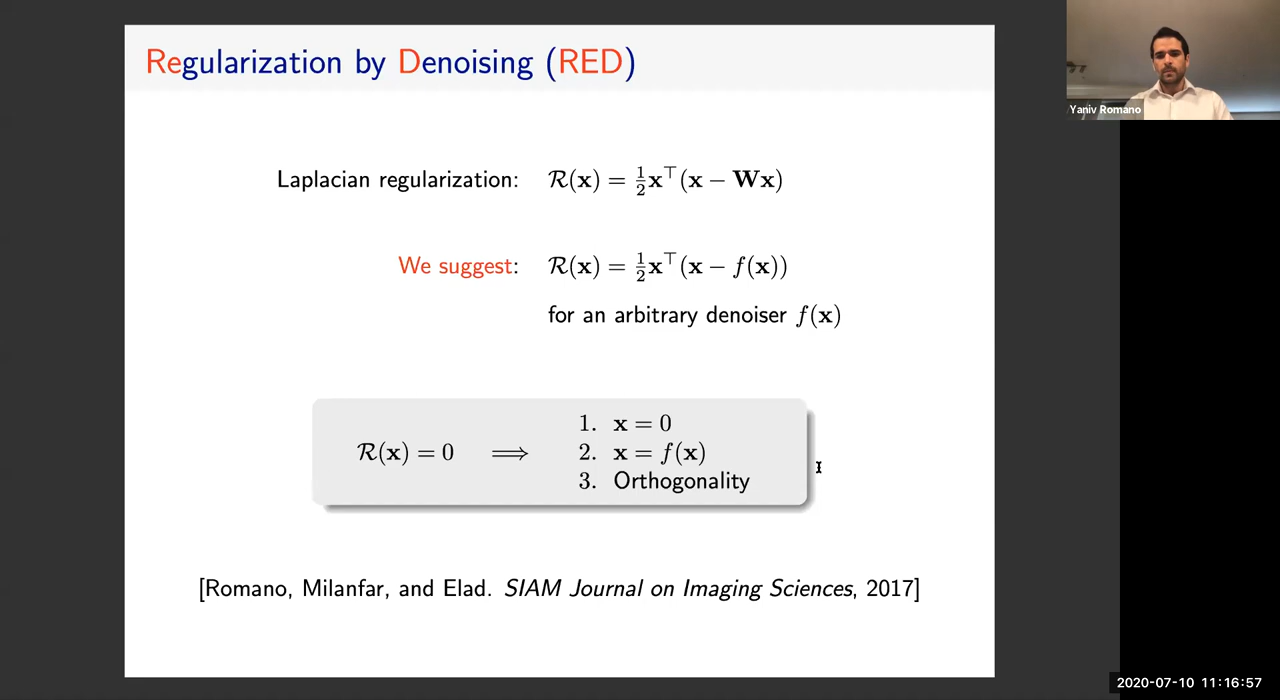 Regularization by Denoising (RED)
Yaniv Romano
Laplacian regularization: ℛ(𝐱) = ½𝐱⊤(𝐱 − 𝐖𝐱)
We suggest: ℛ(𝐱) = ½𝐱⊤(𝐱 − f(𝐱))
for an arbitrary denoiser f(𝐱)
1. 𝐱 = 0
ℛ(𝐱) = 0 ⟹ 2. 𝐱 = f(𝐱)
3. Orthogonality
[Romano, Milanfar, and Elad. SIAM Journal on Imaging Sciences, 2017]
2020-07-10 11:16:57